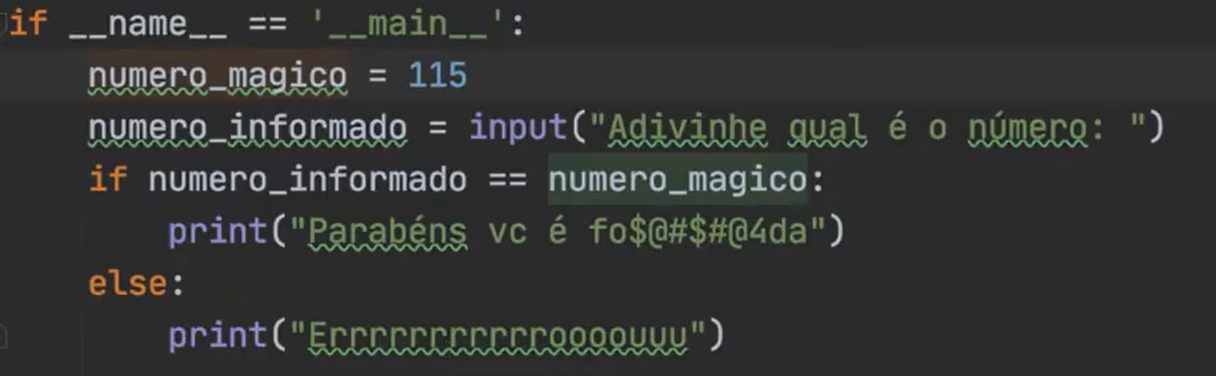 if __name__ == '__main__':
    numero_magico = 115
    numero_informado = input("Adivinhe qual é o número: ")
    if numero_informado == numero_magico:
        print("Parabéns vc é fo$@#$#@4da")
    else:
        print("Errrrrrrrrrrroooouuu")